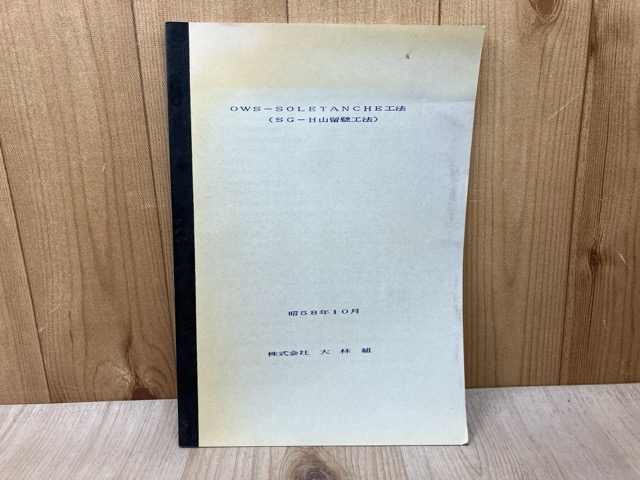 OWS-SOLETANCHE工法
(SG-H山留壁工法)
昭58年10月
株式会社 大林組